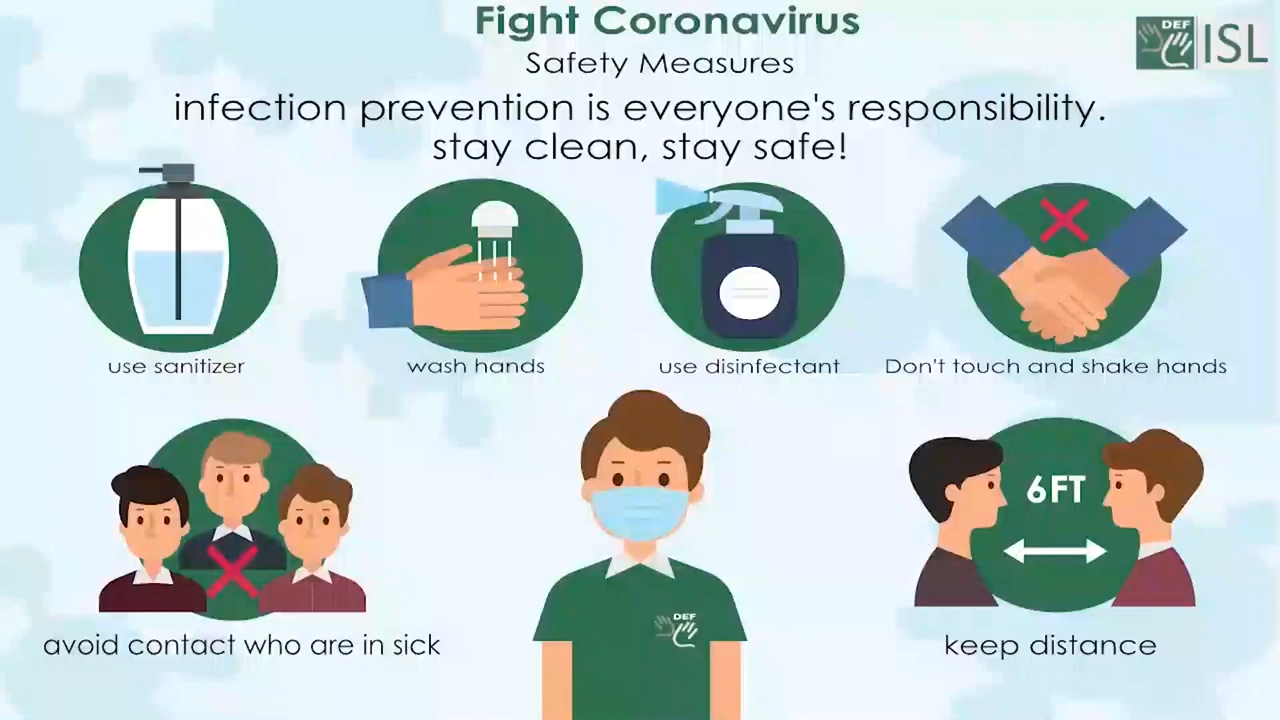 Fight Coronavirus
DEF
ISL
Safety Measures
infection prevention is everyone's responsibility.
stay clean, stay safe!
use sanitizer
wash hands
use disinfectant
Don't touch and shake hands
6FT
DEF
avoid contact who are in sick
keep distance